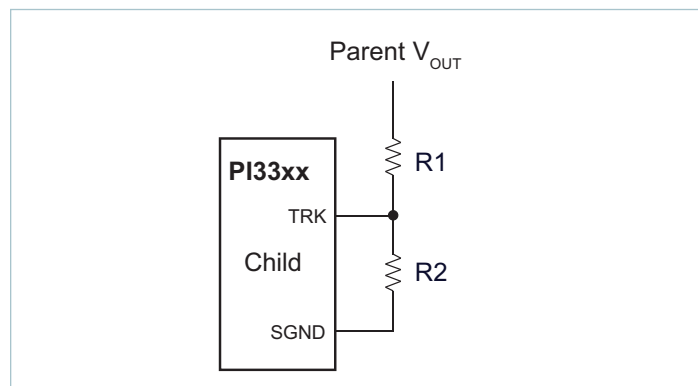 Parent VOUT
R1
PI33xx
TRK
Child
R2
SGND